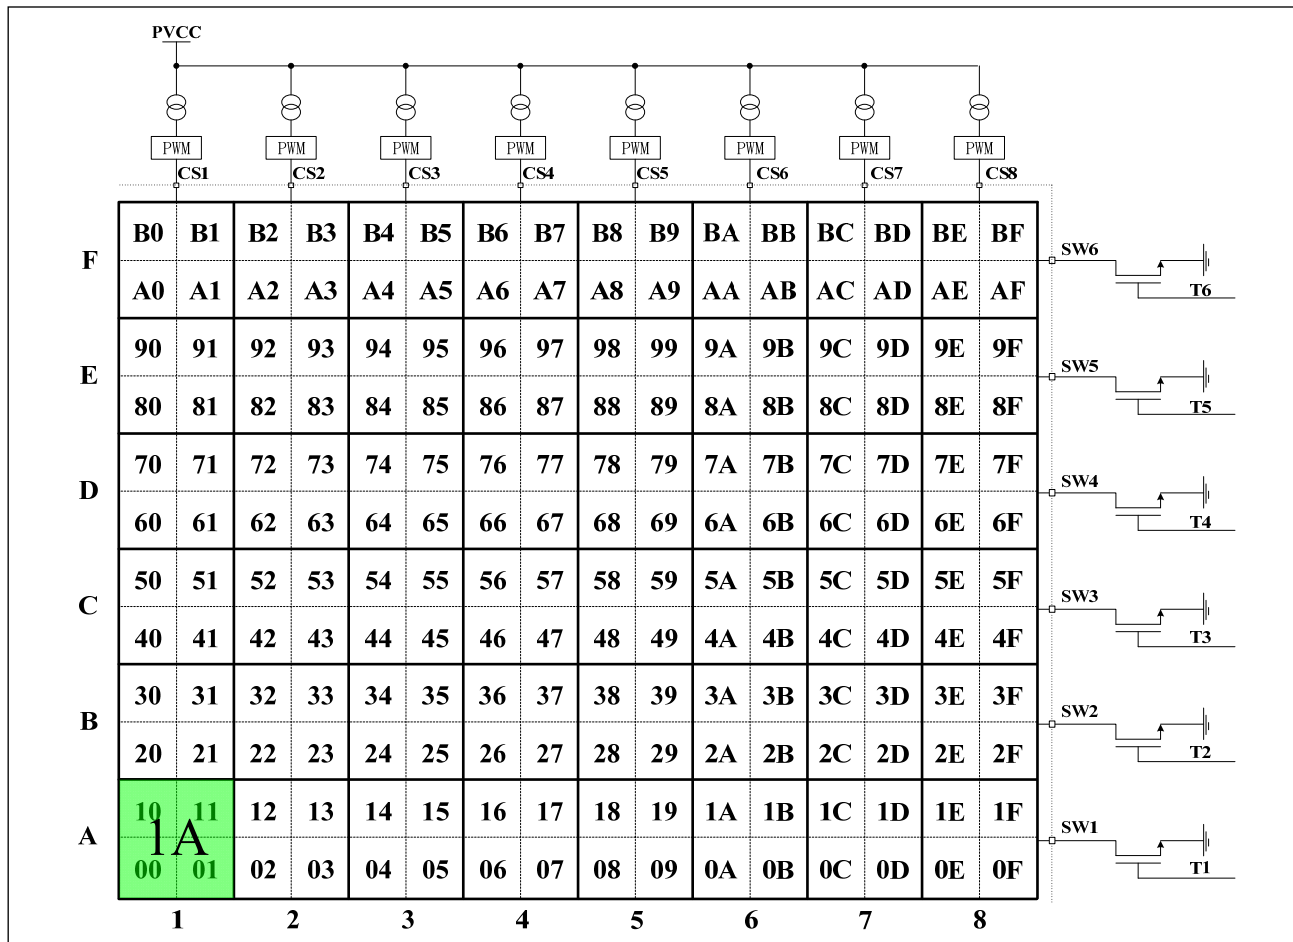 PVCC
PWM PWM PWM PWM PWM PWM PWM PWM
CS1 CS2 CS3 CS4 CS5 CS6 CS7 CS8
B0 B1 B2 B3 B4 B5 B6 B7 B8 B9 BA BB BC BD BE BF
F SW6
A0 A1 A2 A3 A4 A5 A6 A7 A8 A9 AA AB AC AD AE AF T6
90 91 92 93 94 95 96 97 98 99 9A 9B 9C 9D 9E 9F
E SW5
80 81 82 83 84 85 86 87 88 89 8A 8B 8C 8D 8E 8F T5
70 71 72 73 74 75 76 77 78 79 7A 7B 7C 7D 7E 7F
D SW4
60 61 62 63 64 65 66 67 68 69 6A 6B 6C 6D 6E 6F T4
50 51 52 53 54 55 56 57 58 59 5A 5B 5C 5D 5E 5F
C SW3
40 41 42 43 44 45 46 47 48 49 4A 4B 4C 4D 4E 4F T3
30 31 32 33 34 35 36 37 38 39 3A 3B 3C 3D 3E 3F
B SW2
20 21 22 23 24 25 26 27 28 29 2A 2B 2C 2D 2E 2F T2
10 11 12 13 14 15 16 17 18 19 1A 1B 1C 1D 1E 1F
A 1A SW1
00 01 02 03 04 05 06 07 08 09 0A 0B 0C 0D 0E 0F T1
1 2 3 4 5 6 7 8